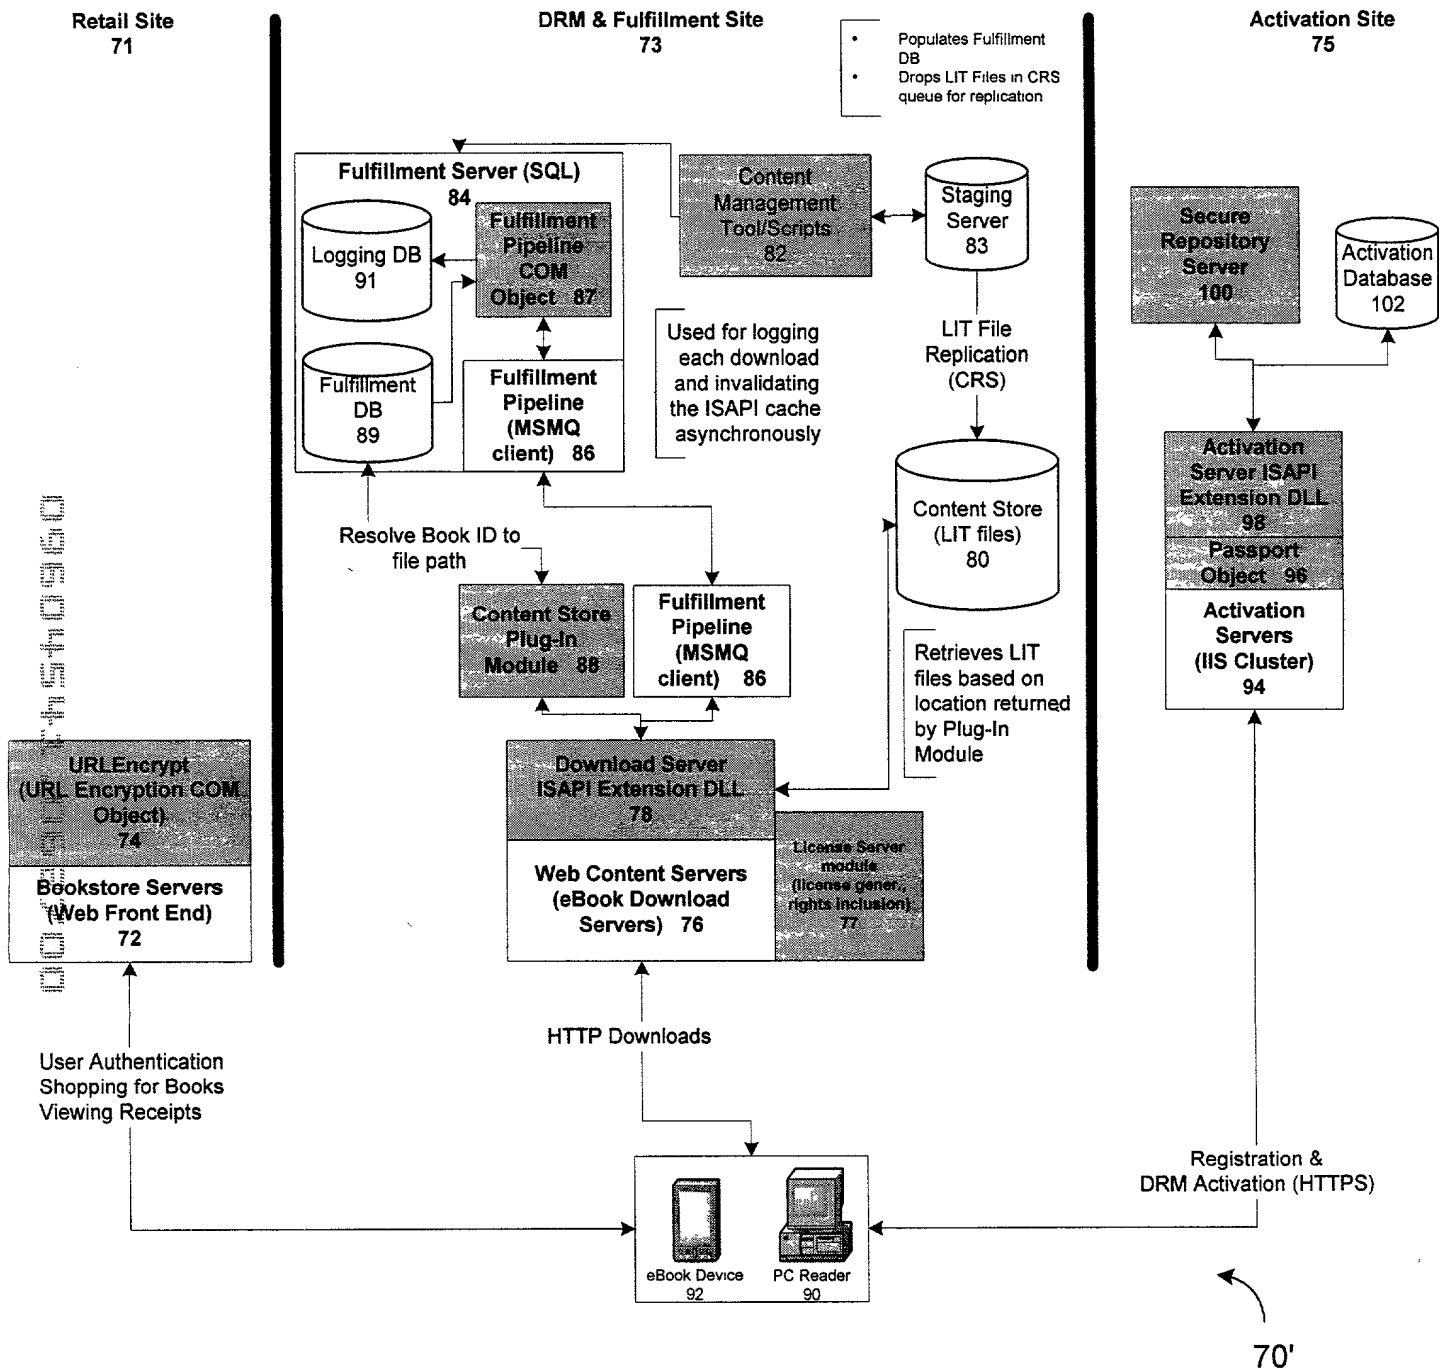 Retail Site
71
DRM & Fulfillment Site
73
Activation Site
75
• Populates Fulfillment
DB
• Drops LIT Files in CRS
queue for replication
Fulfillment Server (SQL)
84
Logging DB
91
Fulfillment
Pipeline
COM
Object 87
Fulfillment
DB
89
Fulfillment
Pipeline
(MSMQ
client) 86
Content
Management
Tool/Scripts
82
Staging
Server
83
Used for logging
each download
and invalidating
the ISAPI cache
asynchronously
LIT File
Replication
(CRS)
Content Store
(LIT files)
80
Secure
Repository
Server
100
Activation
Database
102
Activation
Server ISAPI
Extension DLL
98
Passport
Object 96
Activation
Servers
(IIS Cluster)
94
Resolve Book ID to
file path
Content Store
Plug-In
Module 88
Fulfillment
Pipeline
(MSMQ
client) 86
Retrieves LIT
files based on
location returned
by Plug-In
Module
URLEncrypt
(URL Encryption COM
Object)
74
Bookstore Servers
(Web Front End)
72
Download Server
ISAPI Extension DLL
78
Web Content Servers
(eBook Download
Servers) 76
License Server
module
(license gener.,
rights inclusion)
77
HTTP Downloads
User Authentication
Shopping for Books
Viewing Receipts
Registration &
DRM Activation (HTTPS)
eBook Device
92
PC Reader
90
70'